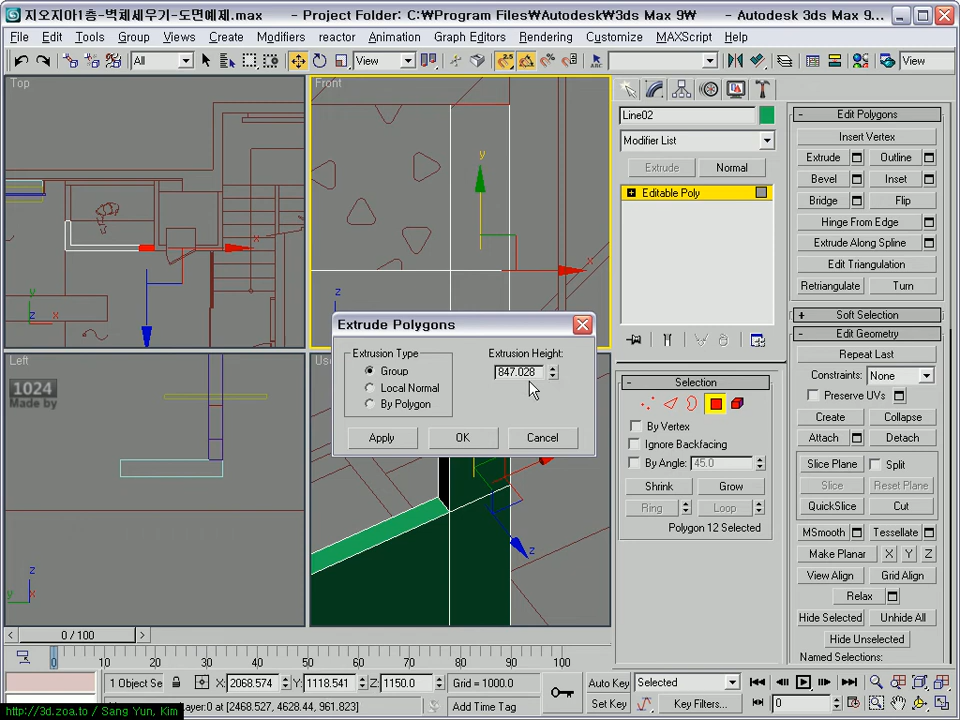 지오지아1층-벽체세우기-도면예제.max - Project Folder: C:₩Program Files₩Autodesk₩3ds Max 9₩ - Autodesk 3ds Max 9...
File Edit Tools Group Views Create Modifiers reactor Animation Graph Editors Rendering Customize MAXScript Help
All View View
Top
Front
y
x
z
Left
1024
Made by
Line02
Modifier List
Extrude Normal
Editable Poly
Extrude Polygons
Extrusion Type
Group
Local Normal
By Polygon
Extrusion Height:
847.028
Apply OK Cancel
Selection
By Vertex
Ignore Backfacing
By Angle: 45.0
Shrink Grow
Ring Loop
Polygon 12 Selected
Edit Polygons
Insert Vertex
Extrude Outline
Bevel Inset
Bridge Flip
Hinge From Edge
Extrude Along Spline
Edit Triangulation
Retriangulate Turn
Soft Selection
Edit Geometry
Repeat Last
Constraints: None
Preserve UVs
Create Collapse
Attach Detach
Slice Plane Split
Slice Reset Plane
QuickSlice Cut
MSmooth Tessellate
Make Planar X Y Z
View Align Grid Align
Relax
Hide Selected Unhide All
Hide Unselected
Named Selections:
0 / 100
0 10 20 30 40 50 60 70 80 90 100
1 Object Se X: 2068.574 Y: 1118.541 Z: 1150.0 Grid = 1000.0
Auto Key Selected
Set Key Key Filters...
0
http://3d.zoa.to / Sang Yun, Kim
Layer:0 at [2468.527, 4628.44, 961.823] Add Time Tag